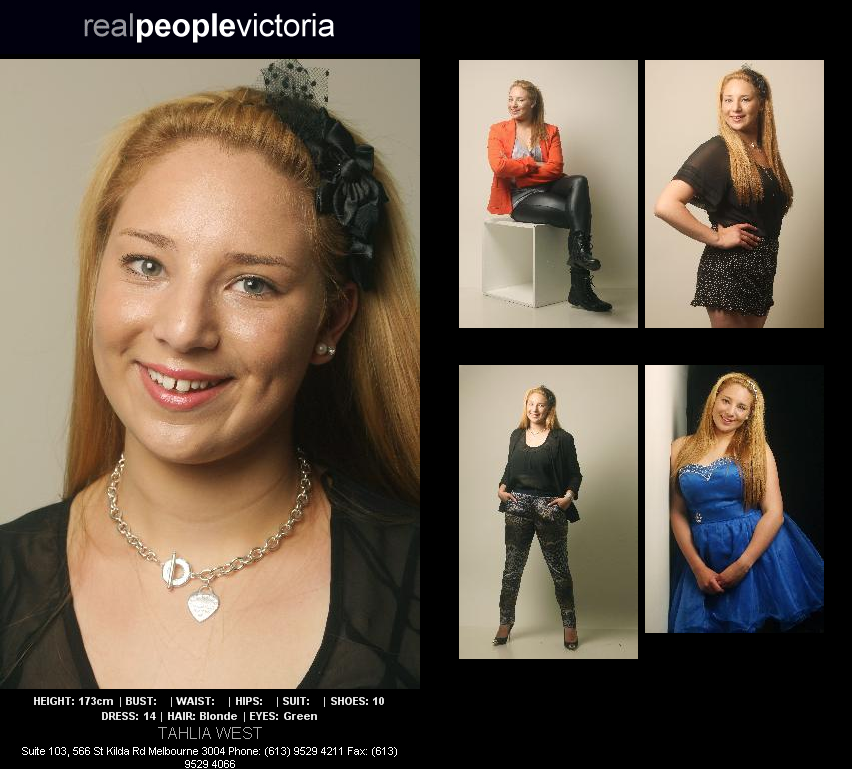 realpeoplevictoria
HEIGHT: 173cm | BUST: | WAIST: | HIPS: | SUIT: | SHOES: 10
DRESS: 14 | HAIR: Blonde | EYES: Green
TAHLIA WEST
Suite 103, 566 St Kilda Rd Melbourne 3004 Phone: (613) 9529 4211 Fax: (613)
9529 4066